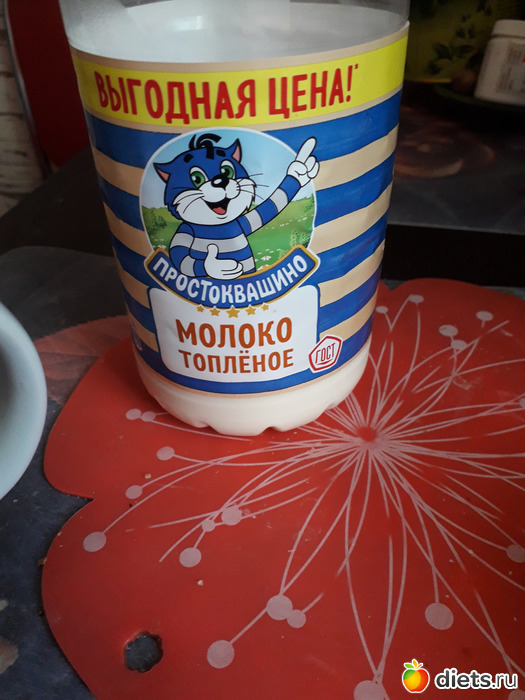 ВЫГОДНАЯ ЦЕНА!*
ПРОСТОКВАШИНО
МОЛОКО
ТОПЛЁНОЕ
ГОСТ
diets.ru